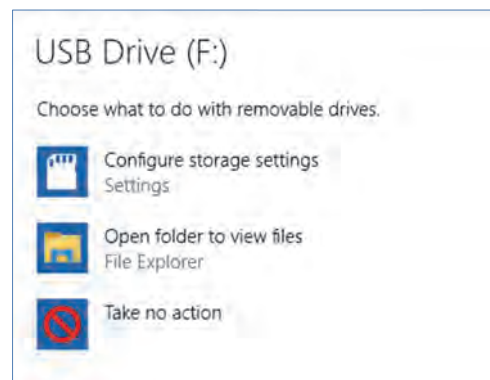 USB Drive (F:)
Choose what to do with removable drives.
Configure storage settings
Settings
Open folder to view files
File Explorer
Take no action